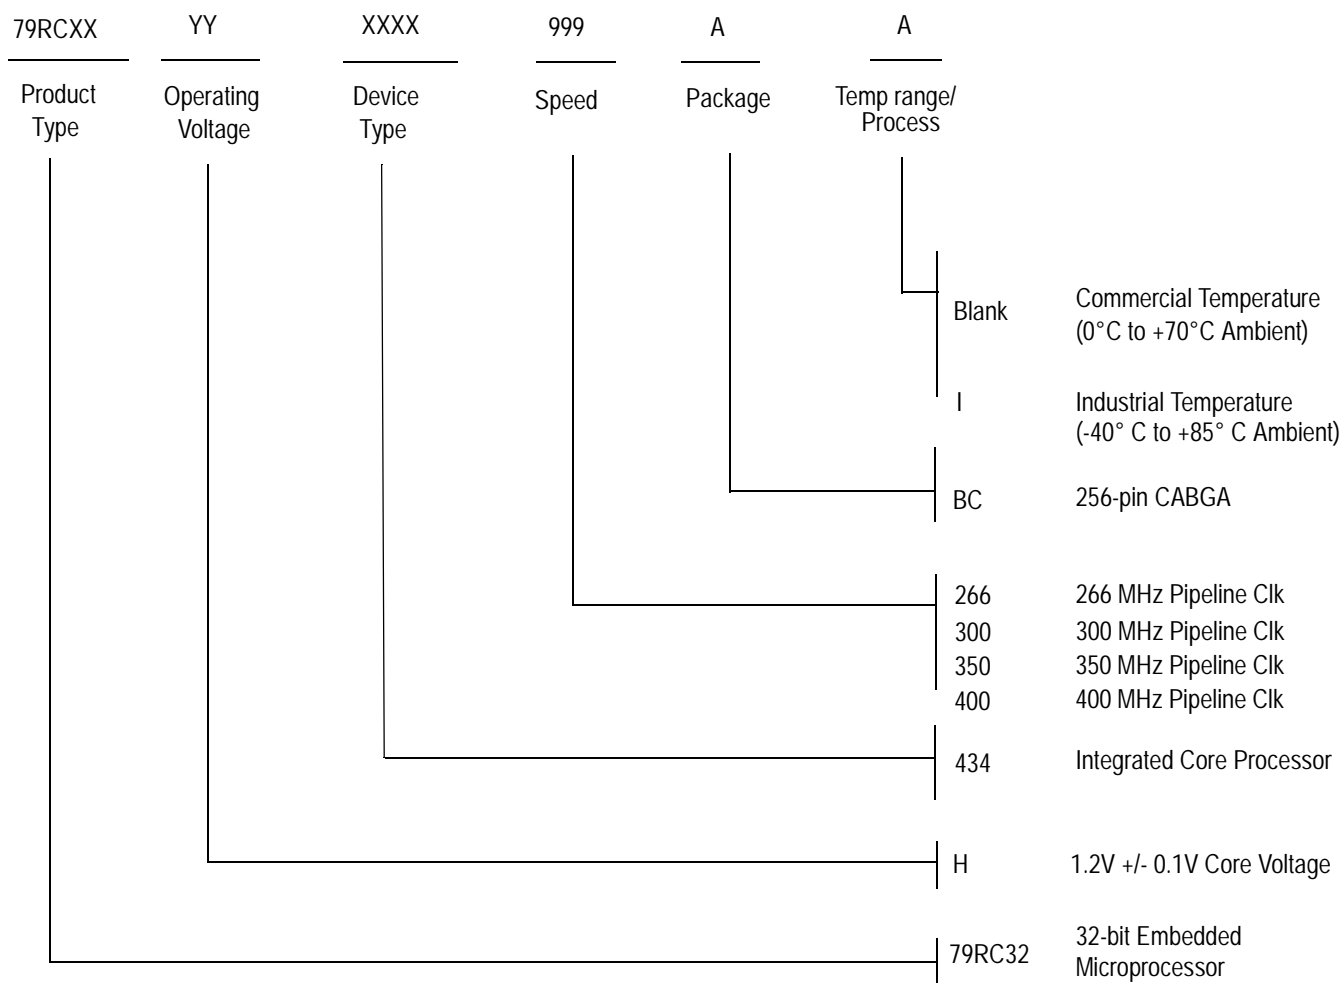 79RCXX YY XXXX 999 A A
Product Type
Operating Voltage
Device Type
Speed
Package
Temp range/
Process
Blank Commercial Temperature
(0°C to +70°C Ambient)
I Industrial Temperature
(-40° C to +85° C Ambient)
BC 256-pin CABGA
266 266 MHz Pipeline Clk
300 300 MHz Pipeline Clk
350 350 MHz Pipeline Clk
400 400 MHz Pipeline Clk
434 Integrated Core Processor
H 1.2V +/- 0.1V Core Voltage
79RC32 32-bit Embedded
Microprocessor